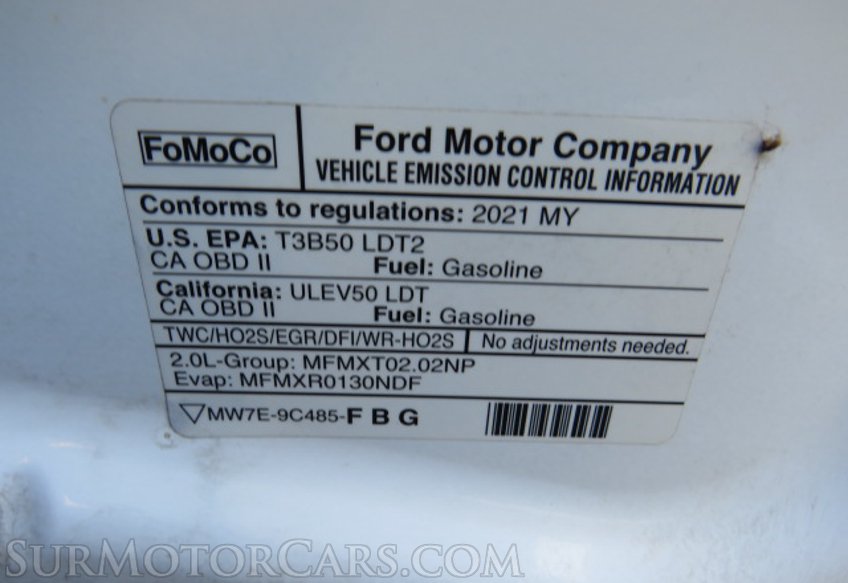 FoMoCo
Ford Motor Company
VEHICLE EMISSION CONTROL INFORMATION
Conforms to regulations: 2021 MY
U.S. EPA: T3B50 LDT2
CA OBD II Fuel: Gasoline
California: ULEV50 LDT
CA OBD II Fuel: Gasoline
TWC/HO2S/EGR/DFI/WR-HO2S No adjustments needed.
2.0L-Group: MFMXT02.02NP
Evap: MFMXR0130NDF
▽MW7E-9C485-F B G
SURMOTORCARS.COM